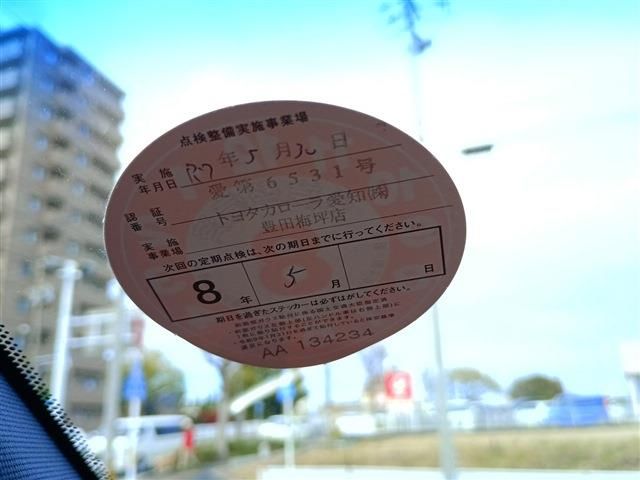 点検整備実施事業場
実施年月日 R7年5月30日
認証番号 愛第6531号
実施事業場 トヨタカローラ愛知㈱
豊田梅坪店
次回の定期点検は、次の期日までに行ってください。
8年 5月 日
期日を過ぎたステッカーは必ずはがしてください。
AA 134234